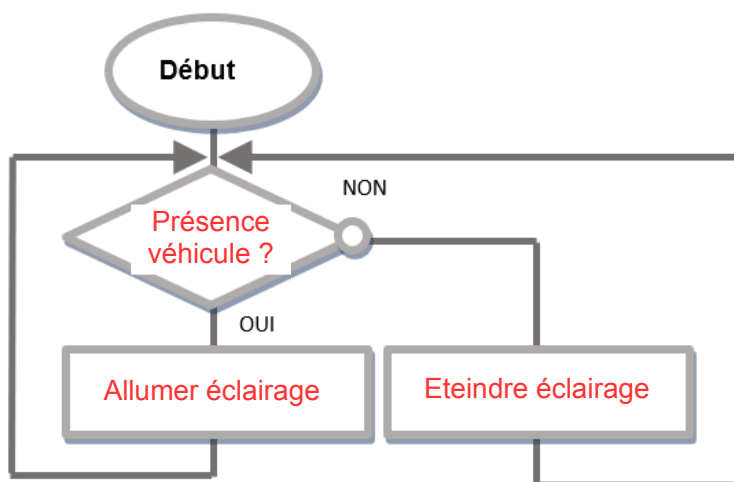 Début
NON
Présence
véhicule ?
OUI
Allumer éclairage
Eteindre éclairage